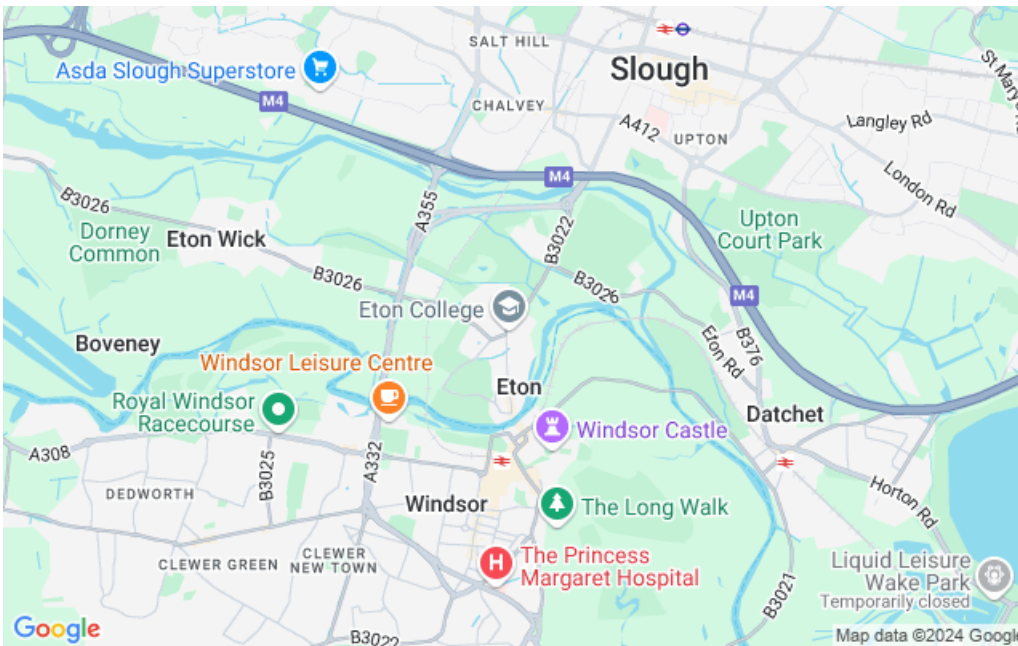 SALT HILL
Slough
St Mary's
Asda Slough Superstore
M4
CHALVEY
A412
UPTON
Langley Rd
London Rd
M4
B3026
A355
Dorney
Common
Eton Wick
B3022
Upton
Court Park
B3026
B3026
Eton College
M4
Boveney
Eton Rd
B376
Windsor Leisure Centre
Eton
Royal Windsor
Racecourse
Datchet
Windsor Castle
A308
B3025
A332
DEDWORTH
Windsor
The Long Walk
Horton Rd
CLEWER GREEN
CLEWER
NEW TOWN
The Princess
Margaret Hospital
Liquid Leisure
Wake Park
Temporarily closed
B3021
Google
B3022
Map data ©2024 Google